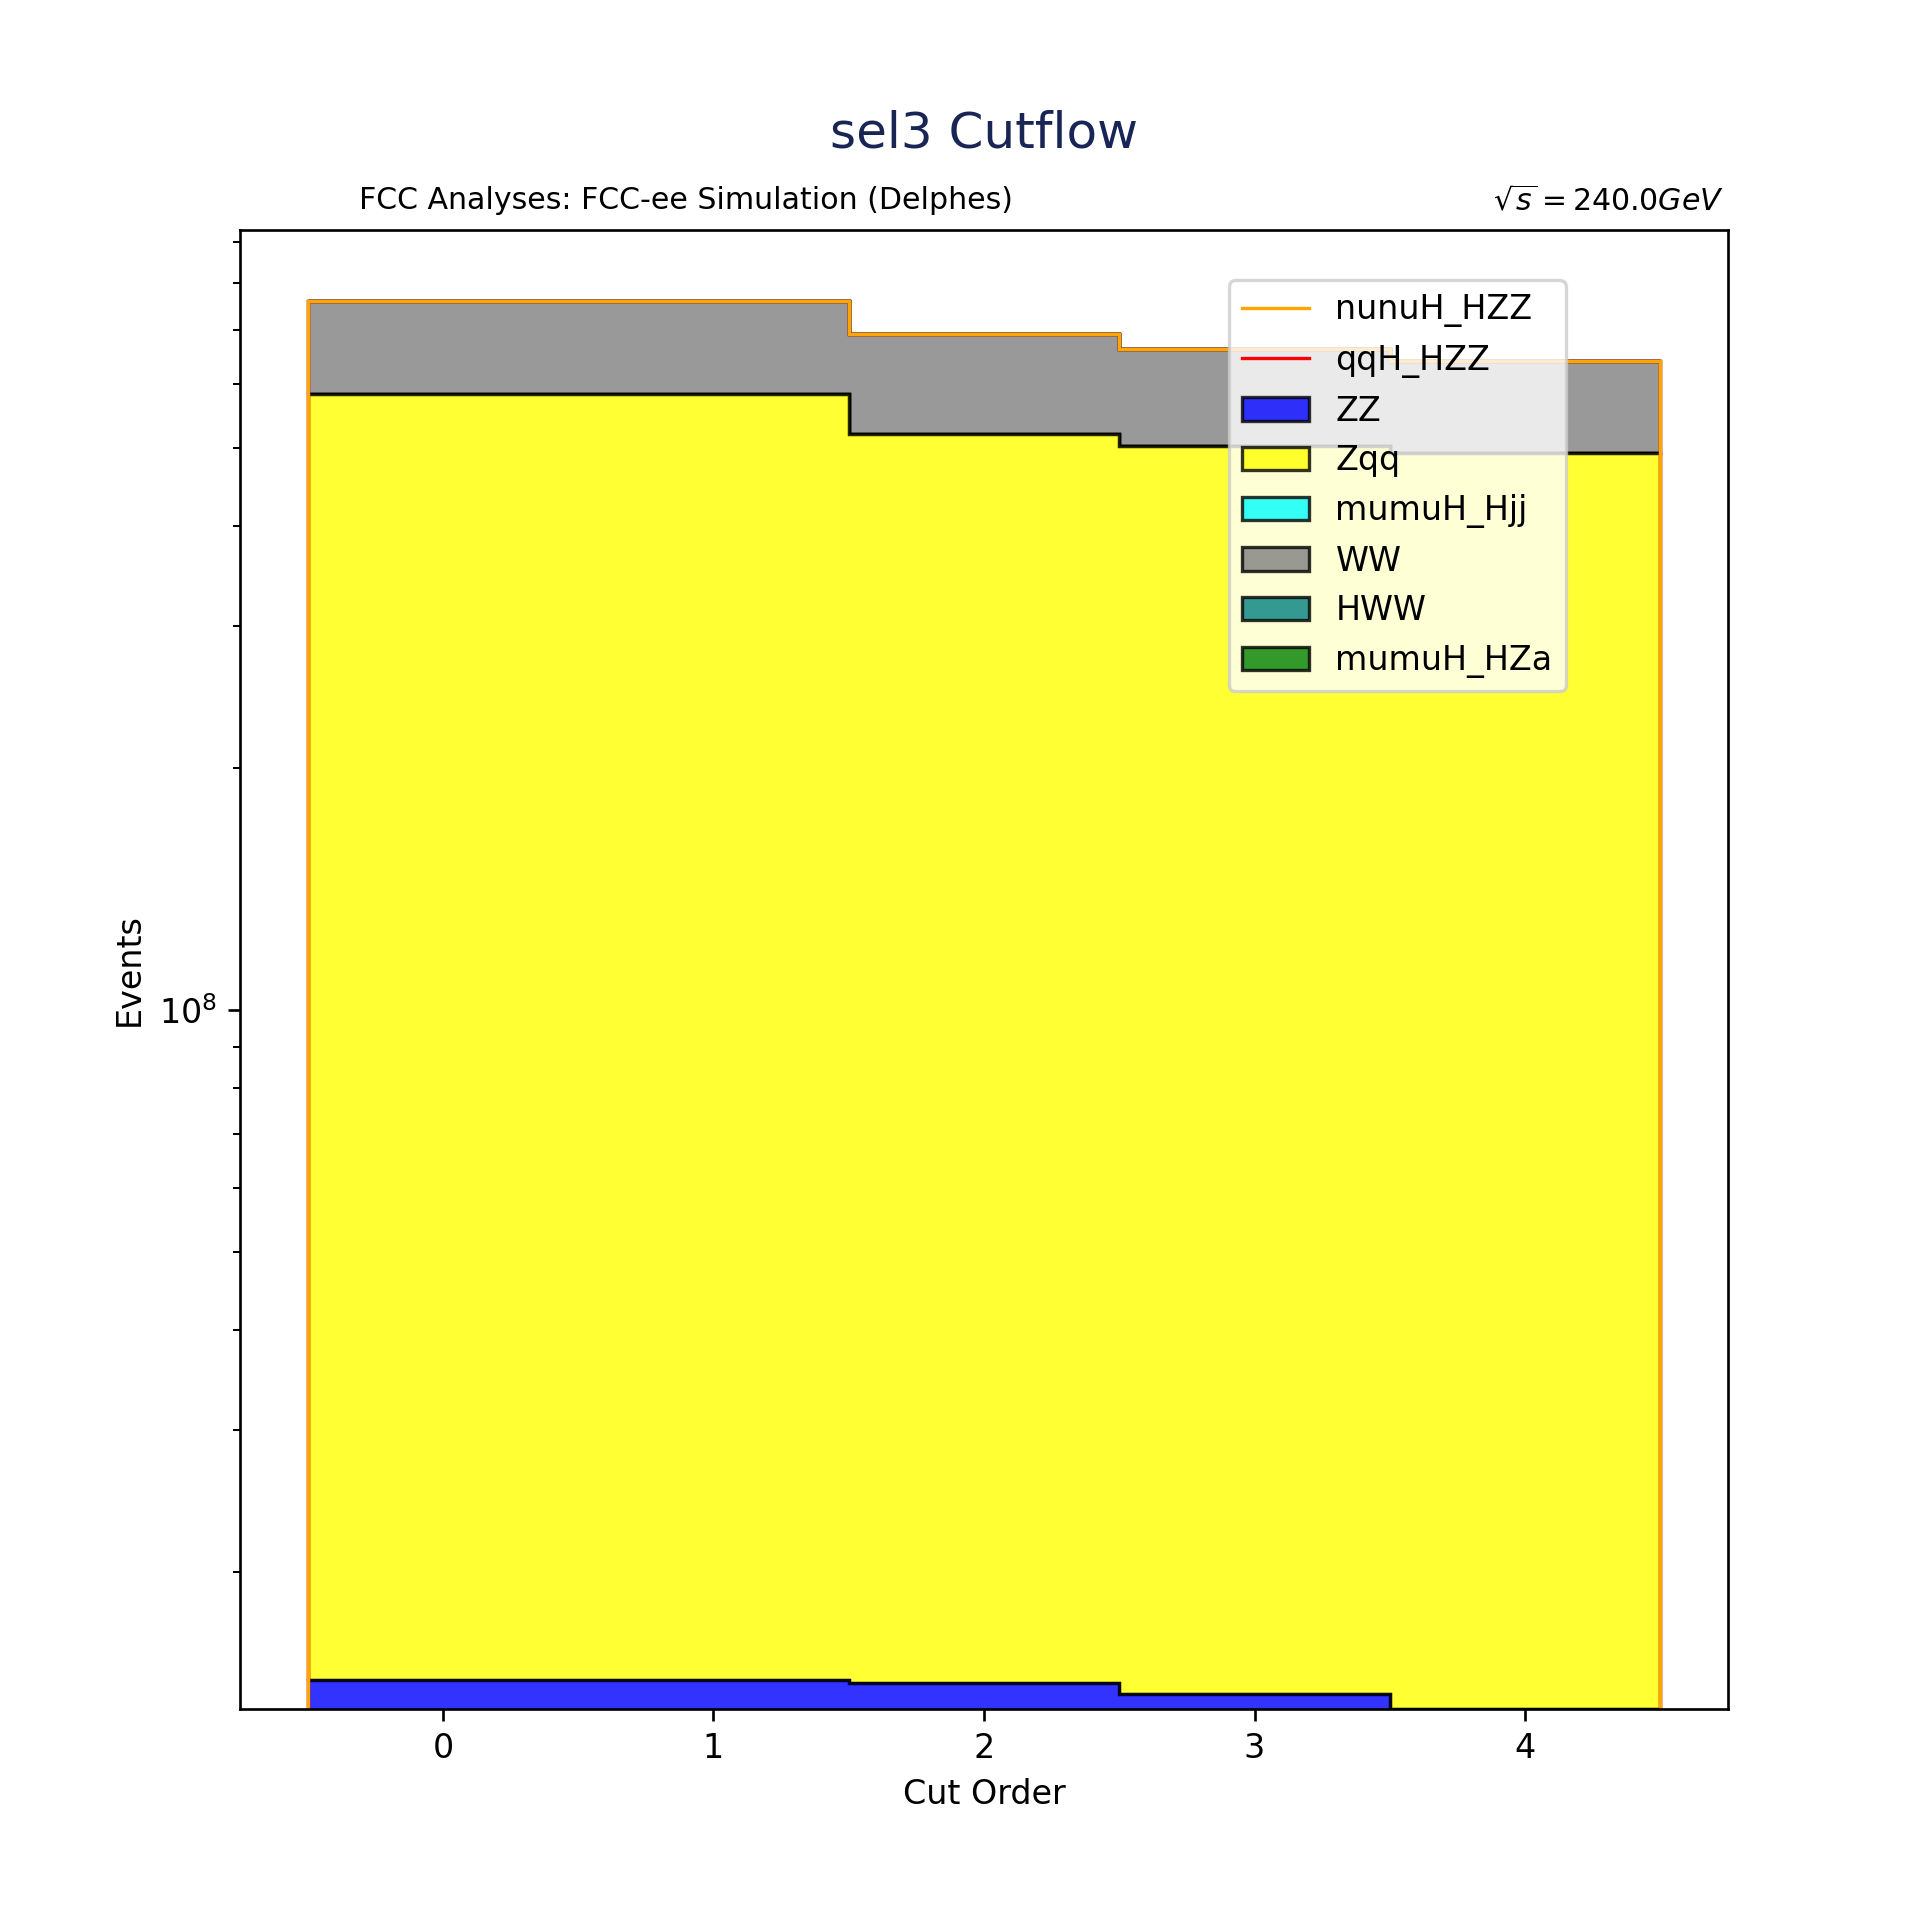 sel3 Cutflow
FCC Analyses: FCC-ee Simulation (Delphes)
√s = 240.0GeV
nunuH_HZZ
qqH_HZZ
ZZ
Zqq
mumuH_Hjj
WW
HWW
mumuH_HZa
Events
10⁸
0 1 2 3 4
Cut Order